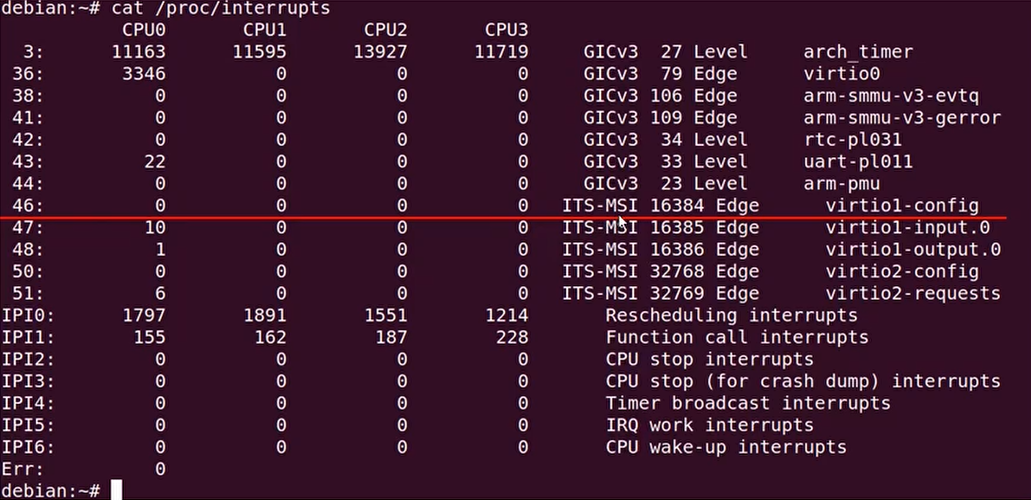 debian:~# cat /proc/interrupts
CPU0 CPU1 CPU2 CPU3
3: 11163 11595 13927 11719 GICv3 27 Level arch_timer
36: 3346 0 0 0 GICv3 79 Edge virtio0
38: 0 0 0 0 GICv3 106 Edge arm-smmu-v3-evtq
41: 0 0 0 0 GICv3 109 Edge arm-smmu-v3-gerror
42: 0 0 0 0 GICv3 34 Level rtc-pl031
43: 22 0 0 0 GICv3 33 Level uart-pl011
44: 0 0 0 0 GICv3 23 Level arm-pmu
46: 0 0 0 0 ITS-MSI 16384 Edge virtio1-config
47: 10 0 0 0 ITS-MSI 16385 Edge virtio1-input.0
48: 1 0 0 0 ITS-MSI 16386 Edge virtio1-output.0
50: 0 0 0 0 ITS-MSI 32768 Edge virtio2-config
51: 6 0 0 0 ITS-MSI 32769 Edge virtio2-requests
IPI0: 1797 1891 1551 1214 Rescheduling interrupts
IPI1: 155 162 187 228 Function call interrupts
IPI2: 0 0 0 0 CPU stop interrupts
IPI3: 0 0 0 0 CPU stop (for crash dump) interrupts
IPI4: 0 0 0 0 Timer broadcast interrupts
IPI5: 0 0 0 0 IRQ work interrupts
IPI6: 0 0 0 0 CPU wake-up interrupts
Err: 0
debian:~#